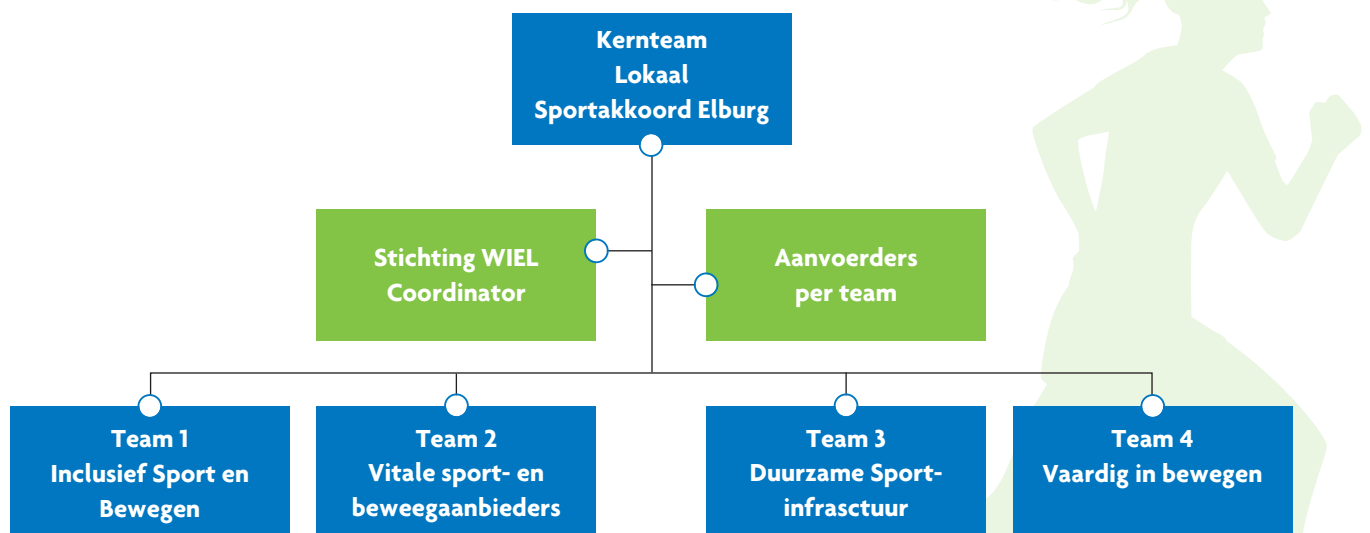 Kernteam
Lokaal
Sportakkoord Elburg
Stichting WIEL
Coordinator
Aanvoerders
per team
Team 1
Inclusief Sport en
Bewegen
Team 2
Vitale sport- en
beweegaanbieders
Team 3
Duurzame Sport-
infrasctuur
Team 4
Vaardig in bewegen